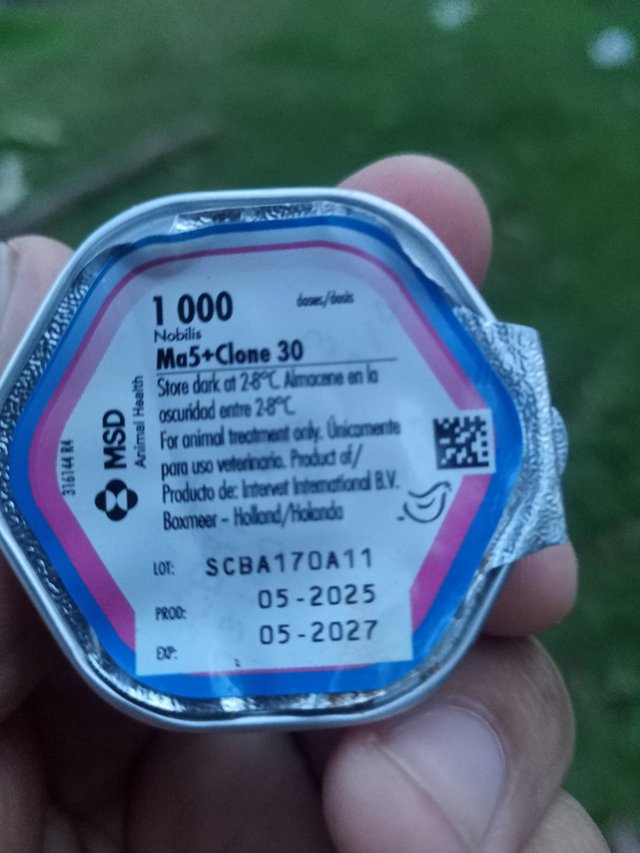 1 000 doses/dosis
Nobilis
Ma5+Clone 30
Store dark at 2-8°C. Almacene en la
oscuridad entre 2-8°C.
For animal treatment only. Únicamente
para uso veterinario. Product of/
Producto de: Intervet International B.V.
Boxmeer – Holland/Holanda
LOT: SCBA170A11
PROD: 05-2025
EXP: 05-2027
MSD
Animal Health
316144 R4